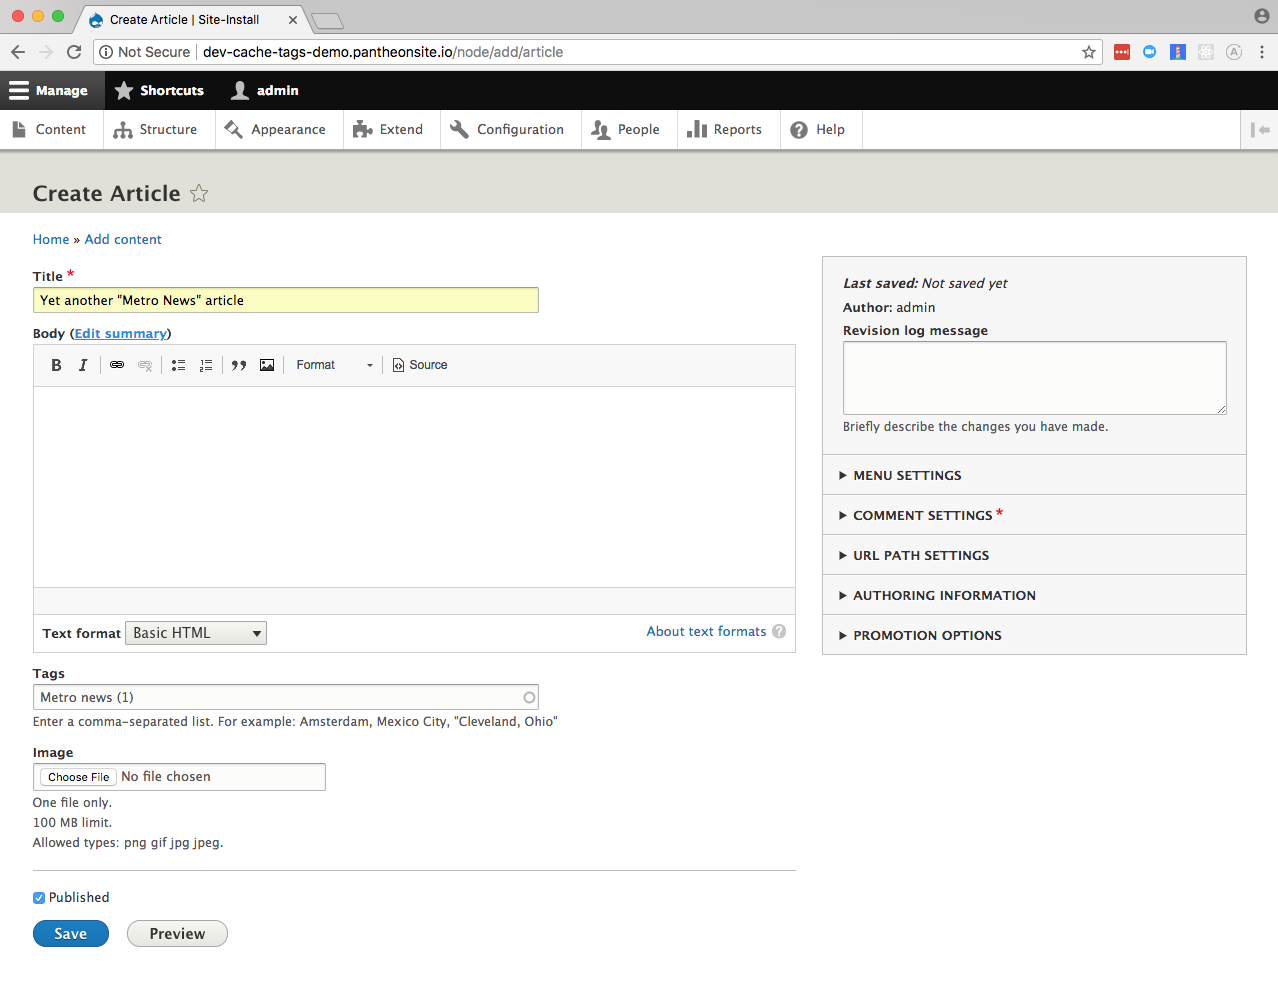 Create Article | Site-Install
Not Secure dev-cache-tags-demo.pantheonsite.io/node/add/article
Manage Shortcuts admin
Content Structure Appearance Extend Configuration People Reports Help
Create Article
Home » Add content
Title *
Yet another "Metro News" article
Body (Edit summary)
B I Format Source
Text format Basic HTML About text formats ?
Tags
Metro news (1)
Enter a comma-separated list. For example: Amsterdam, Mexico City, "Cleveland, Ohio"
Image
Choose File No file chosen
One file only.
100 MB limit.
Allowed types: png gif jpg jpeg.
Published
Save Preview
Last saved: Not saved yet
Author: admin
Revision log message
Briefly describe the changes you have made.
MENU SETTINGS
COMMENT SETTINGS *
URL PATH SETTINGS
AUTHORING INFORMATION
PROMOTION OPTIONS